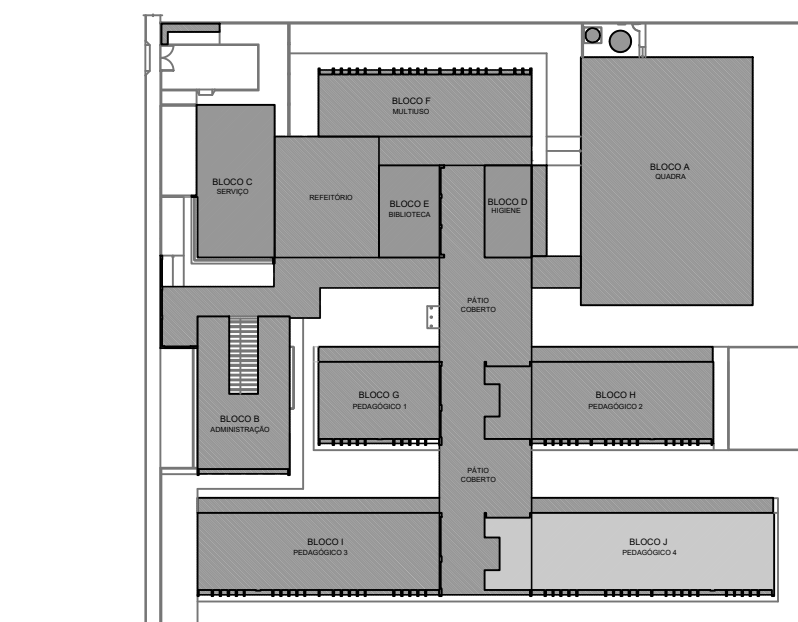 BLOCO F
MULTIUSO
BLOCO A
QUADRA
BLOCO C
SERVIÇO
REFEITÓRIO
BLOCO E
BIBLIOTECA
BLOCO D
HIGIENE
PÁTIO
COBERTO
BLOCO G
PEDAGÓGICO 1
BLOCO H
PEDAGÓGICO 2
BLOCO B
ADMINISTRAÇÃO
PÁTIO
COBERTO
BLOCO I
PEDAGÓGICO 3
BLOCO J
PEDAGÓGICO 4